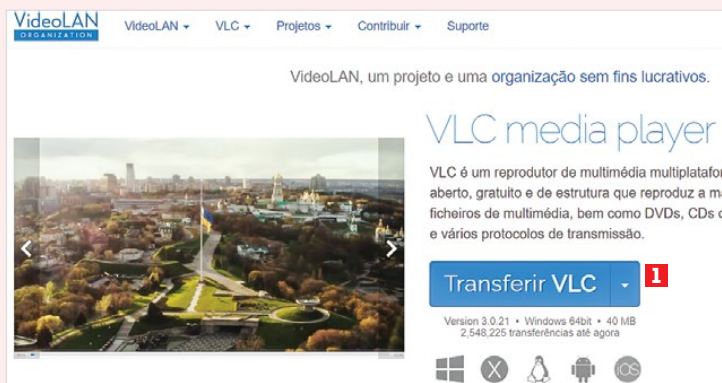 VideoLAN
ORGANIZATION
VideoLAN VLC Projetos Contribuir Suporte
VideoLAN, um projeto e uma organização sem fins lucrativos.
VLC media player
VLC é um reprodutor de multimédia
aberto, gratuito e de estrutura que reproduz a
ficheiros de multimédia, bem como DVDs, CDs
e vários protocolos de transmissão.
Transferir VLC
1
Version 3.0.21 • Windows 64bit • 40 MB
2,548,225 transferências até agora
iOS